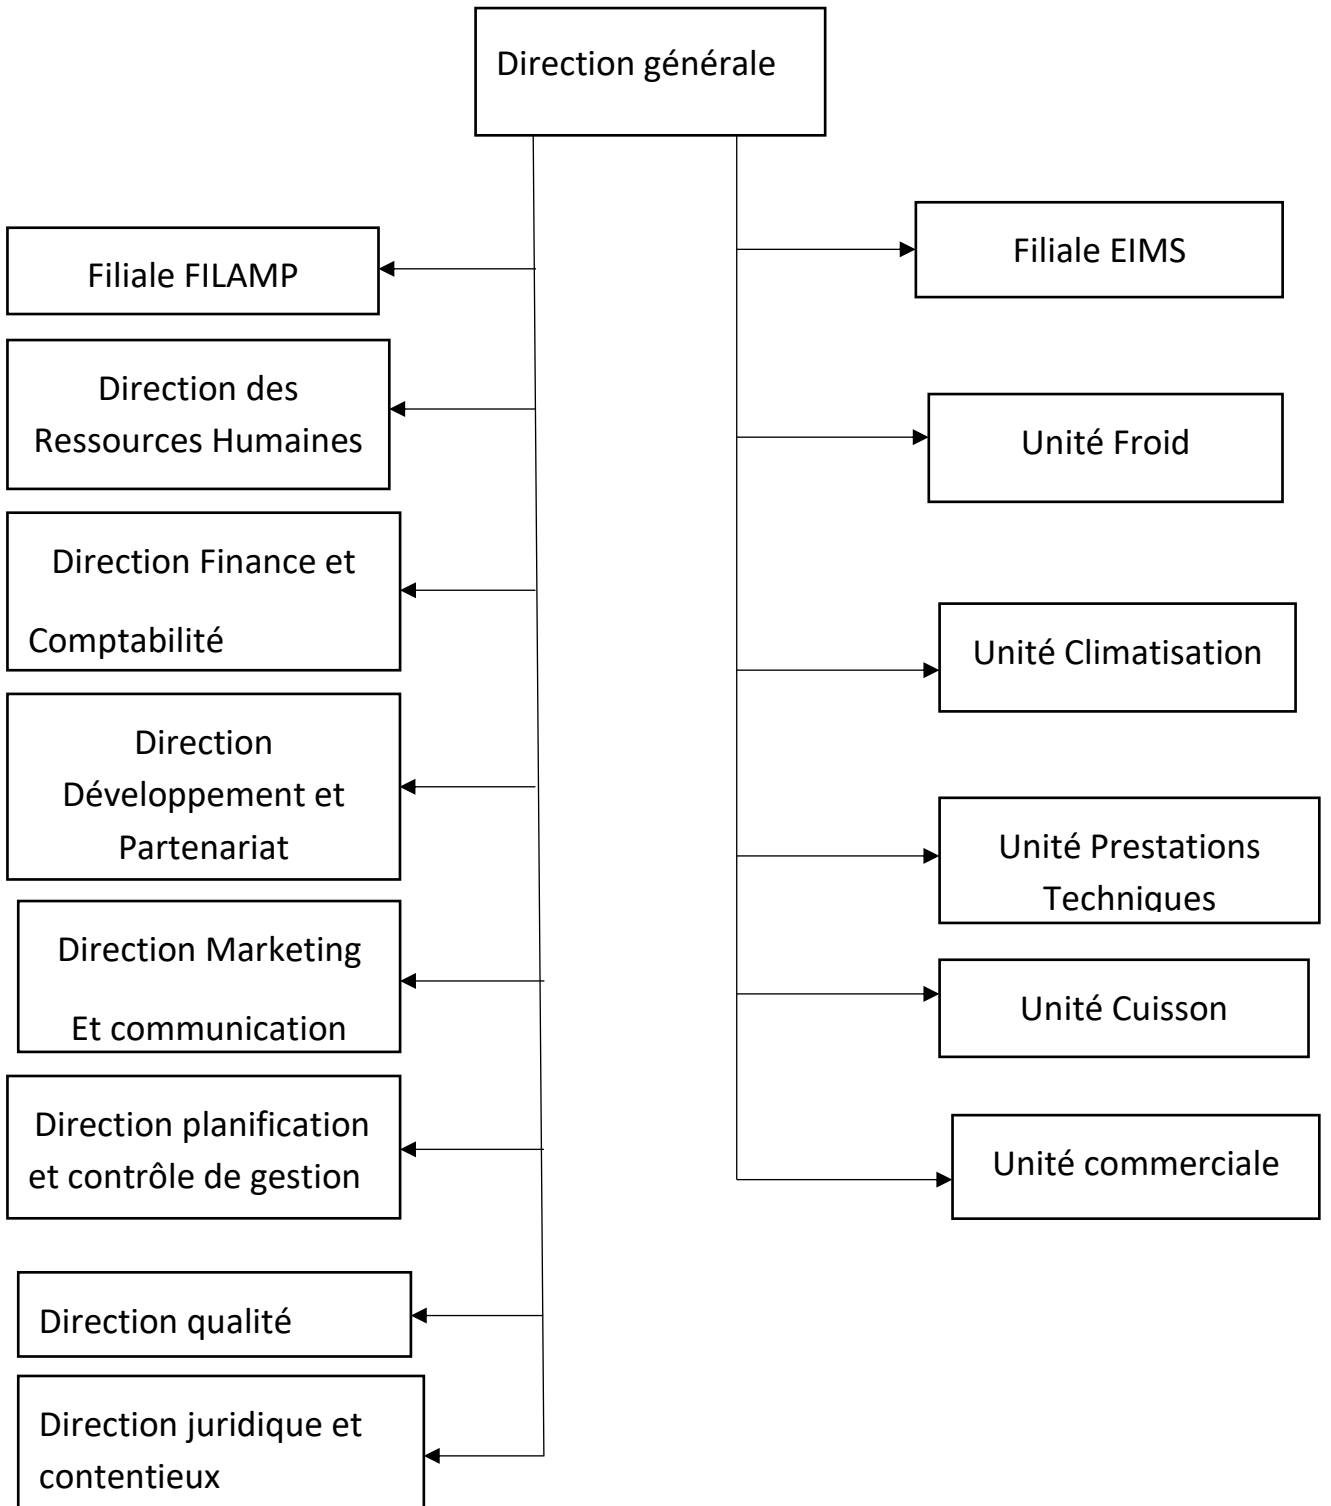 Direction générale
Filiale FILAMP
Direction des
Ressources Humaines
Direction Finance et
Comptabilité
Direction
Développement et
Partenariat
Direction Marketing
Et communication
Direction planification
et contrôle de gestion
Direction qualité
Direction juridique et
contentieux
Filiale EIMS
Unité Froid
Unité Climatisation
Unité Prestations
Techniques
Unité Cuisson
Unité commerciale